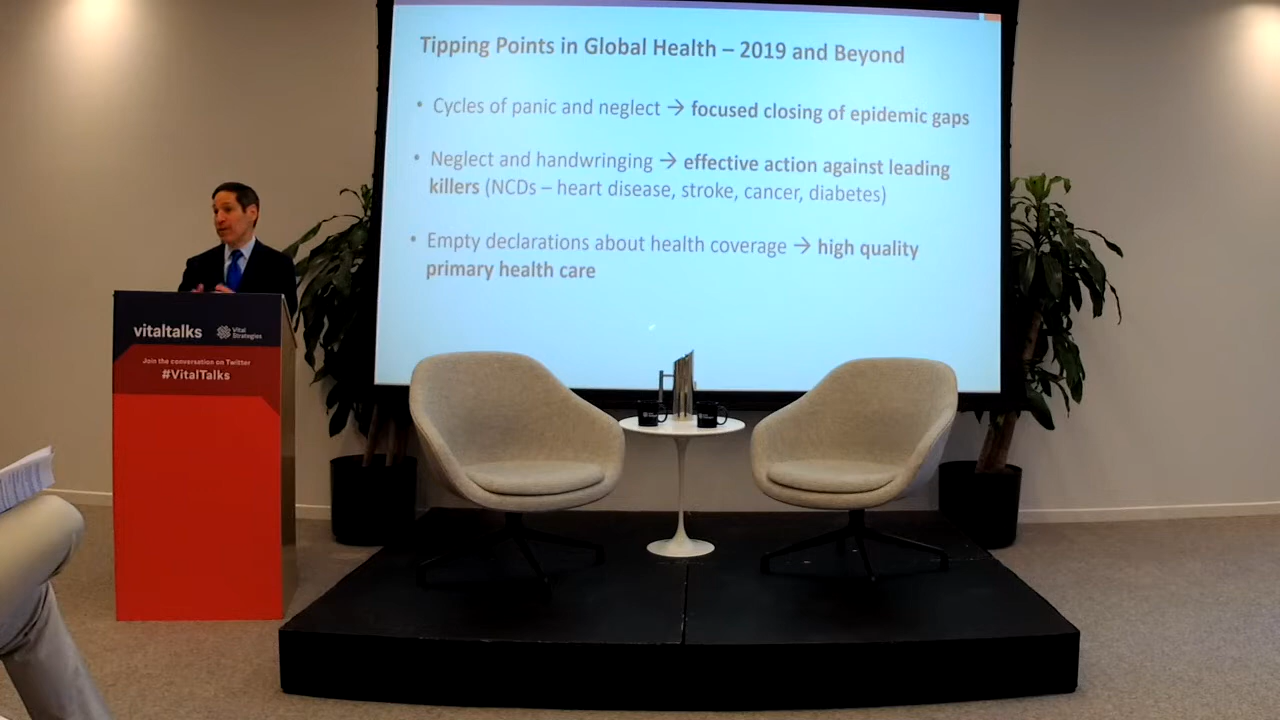 Tipping Points in Global Health – 2019 and Beyond
• Cycles of panic and neglect → focused closing of epidemic gaps
• Neglect and handwringing → effective action against leading
killers (NCDs – heart disease, stroke, cancer, diabetes)
• Empty declarations about health coverage → high quality
primary health care
vitaltalks
Vital
Strategies
Join the conversation on Twitter
#VitalTalks